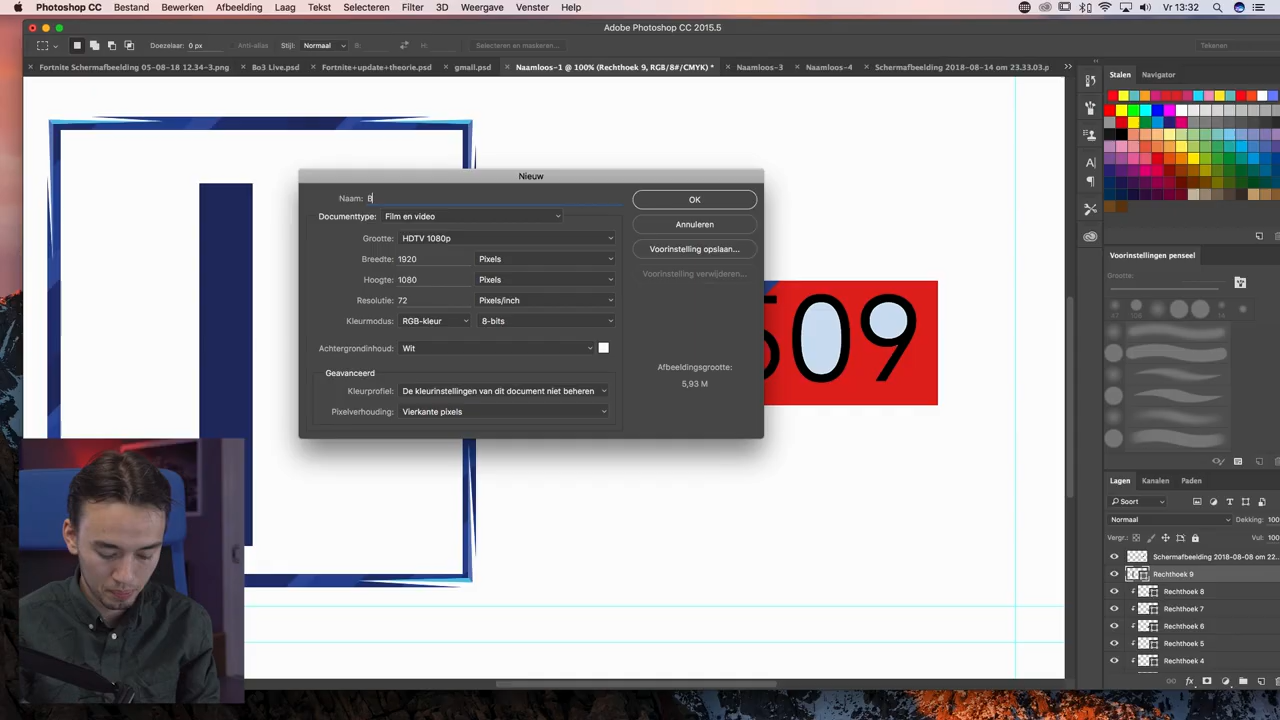 Photoshop Bestand Bewerken Afbeelding Laag Tekst Selecteren Filter 3D Weergave Venster Help Vr 13:32
Adobe Photoshop CC 2015.5
Doezelaar: 0 px Anti-alias Stijl: Normaal B: H: Selecteren en maskeren... Tekenen
Fortnite Schermafbeelding 05-08-18 12.34-3.png Bo3 Live.psd Fortnite+update+theorie.psd gmail.psd Naamloos-1 @ 100% (Rechthoek 9, RGB/8#/CMYK) * Naamloos-3 Naamloos-4 Schermafbeelding 2018-08-14 om 23.33.03.p
Stalen Navigator
Nieuw
Naam: 8
OK
Documenttype: Film en video
Annuleren
Grootte: HDTV 1080p
Voorinstelling opslaan...
Breedte: 1920 Pixels
Voorinstelling verwijderen...
Hoogte: 1080 Pixels
Resolutie: 72 Pixels/inch
Kleurmodus: RGB-kleur 8-bits
Achtergrondinhoud: Wit
Afbeeldingsgrootte:
5,93 M
Geavanceerd
Kleurprofiel: De kleurinstellingen van dit document niet beheren
Pixelverhouding: Vierkante pixels
09
Voorinstellingen penseel
Grootte:
Lagen Kanalen Paden
Soort
Normaal Dekking: 100
Vergr.: Vul: 100
Schermafbeelding 2018-08-08 om 22...
Rechthoek 9
Rechthoek 8
Rechthoek 7
Rechthoek 6
Rechthoek 5
Rechthoek 4